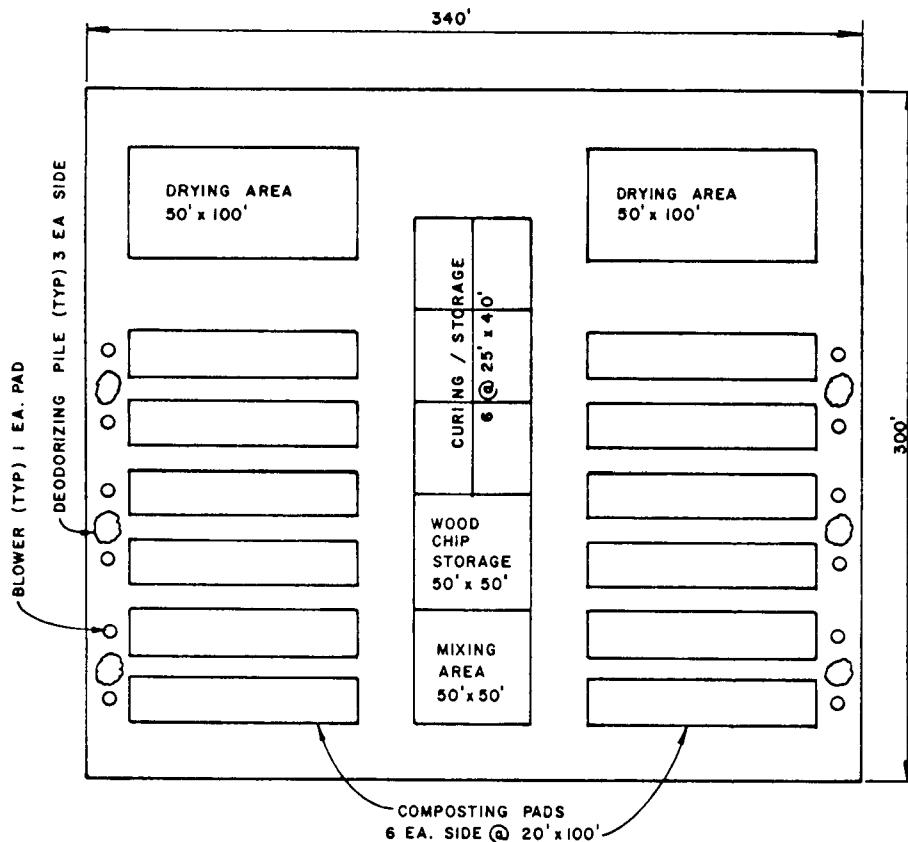 340'
DRYING AREA
50' x 100'
DRYING AREA
50' x 100'
CURING / STORAGE
6 @ 25' x 40'
300'
BLOWER (TYP) 1 EA. PAD
DEODORIZING PILE (TYP) 3 EA SIDE
WOOD
CHIP
STORAGE
50' x 50'
MIXING
AREA
50' x 50'
COMPOSTING PADS
6 EA. SIDE @ 20' x 100'